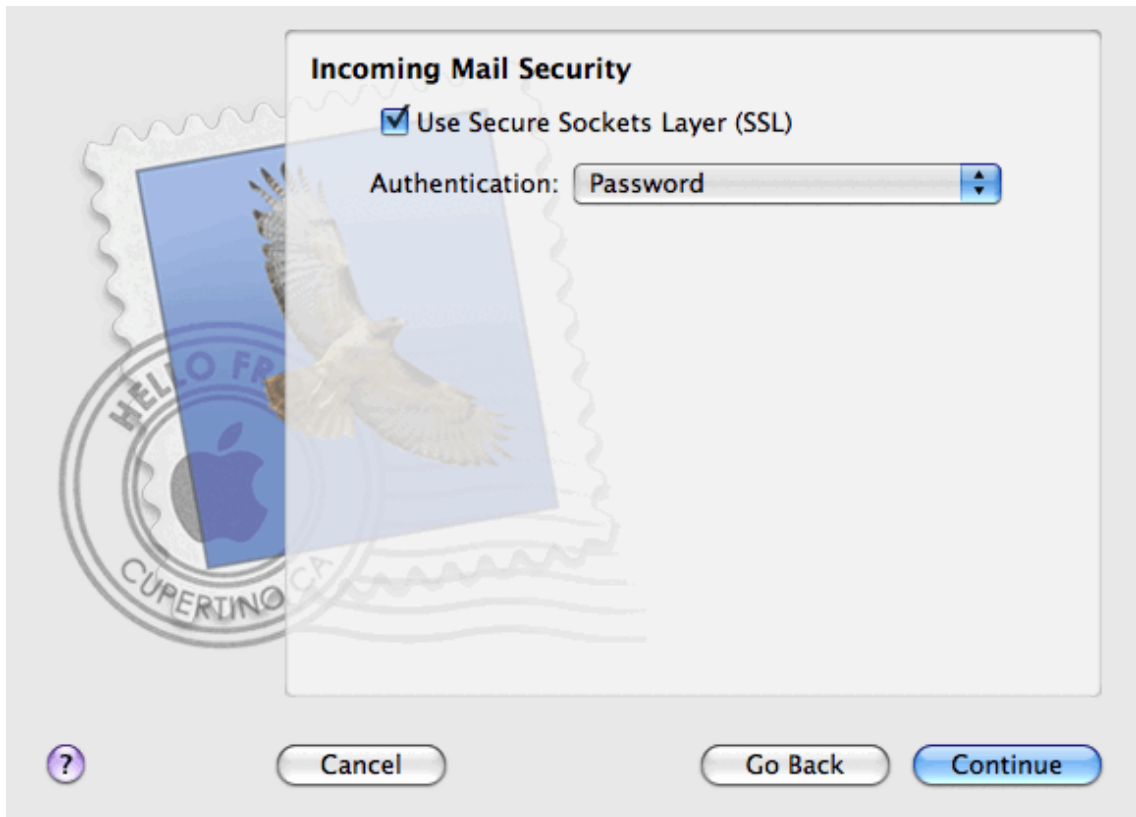 Incoming Mail Security
Use Secure Sockets Layer (SSL)
Authentication: Password
HELLO FR
CUPERTINO CA
? Cancel Go Back Continue